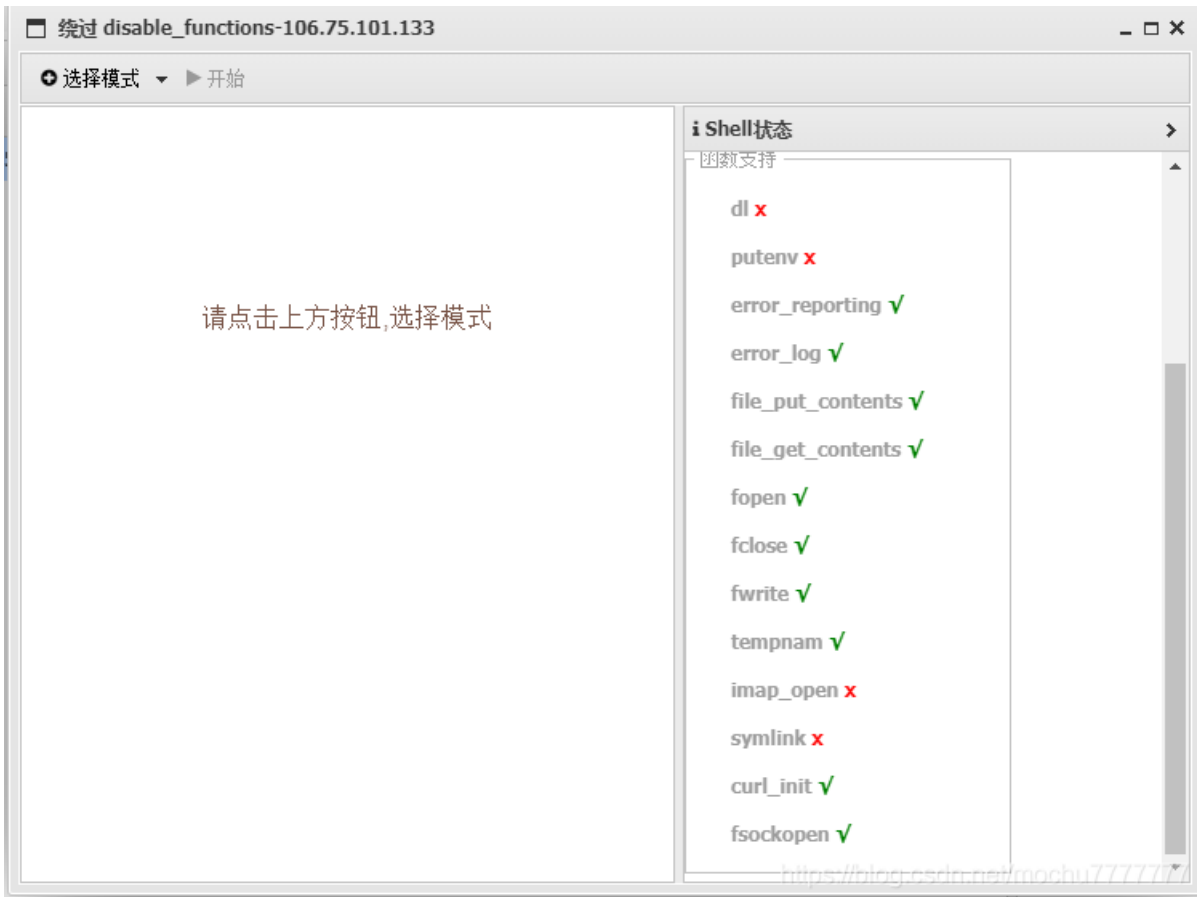 绕过 disable_functions-106.75.101.133
选择模式 开始
请点击上方按钮,选择模式
Shell状态
函数支持
dl x
putenv x
error_reporting √
error_log √
file_put_contents √
file_get_contents √
fopen √
fclose √
fwrite √
tempnam √
imap_open x
symlink x
curl_init √
fsockopen √
https://blog.csdn.net/mochu7777777